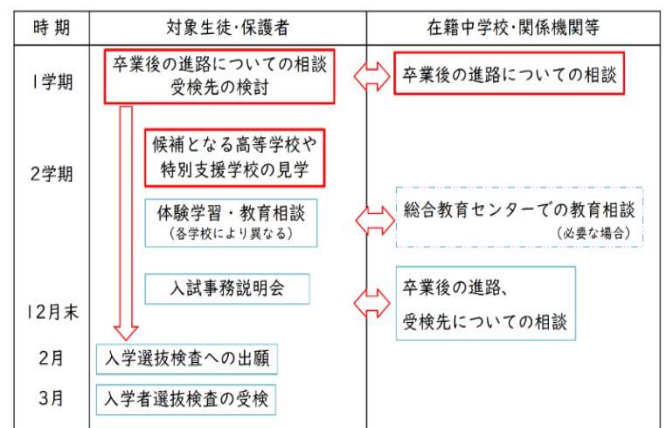 時 期
対象生徒・保護者
在籍中学校・関係機関等
1学期
卒業後の進路についての相談
受検先の検討
卒業後の進路についての相談
2学期
候補となる高等学校や
特別支援学校の見学
体験学習・教育相談
（各学校により異なる）
総合教育センターでの教育相談
（必要な場合）
入試事務説明会
卒業後の進路、
受検先についての相談
12月末
2月
入学選抜検査への出願
3月
入学者選抜検査の受検